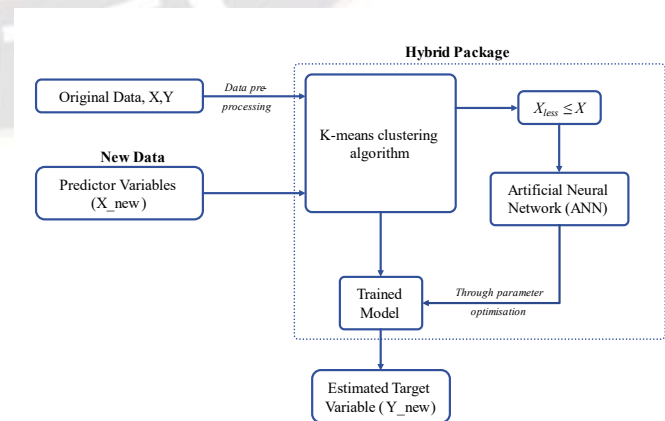 Hybrid Package
Original Data, X,Y
Data pre-
processing
K-means clustering
algorithm
X_less ≤ X
New Data
Predictor Variables
(X_new)
Artificial Neural
Network (ANN)
Trained
Model
Through parameter
optimisation
Estimated Target
Variable (Y_new)